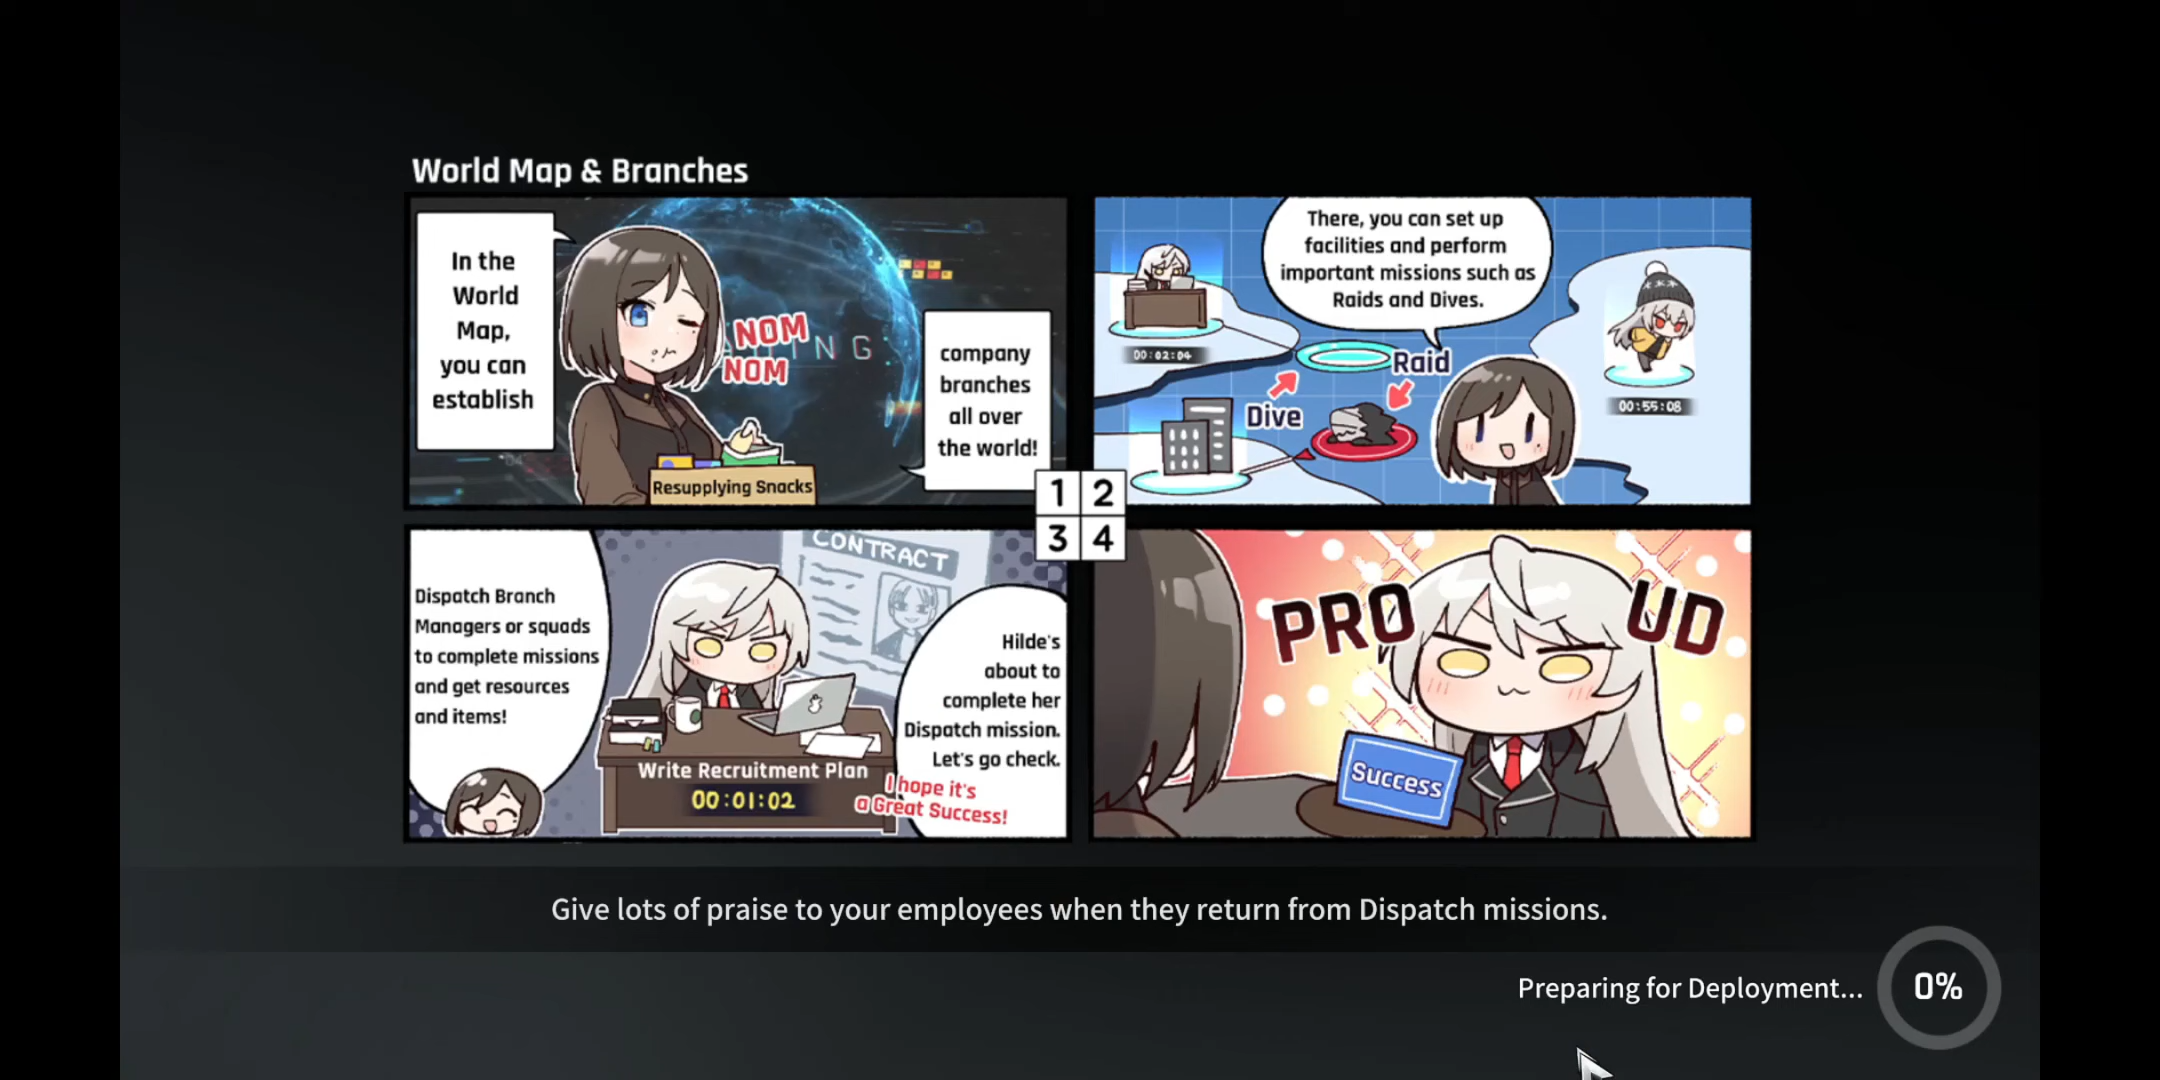 World Map & Branches
In the
World
Map,
you can
establish
NOM
NOM
company
branches
all over
the world!
Resupplying Snacks
There, you can set up
facilities and perform
important missions such as
Raids and Dives.
00:02:04
Raid
Dive
00:55:08
1 2
3 4
Dispatch Branch
Managers or squads
to complete missions
and get resources
and items!
CONTRACT
Hilde's
about to
complete her
Dispatch mission.
Let's go check.
Write Recruitment Plan
00:01:02
I hope it's
a Great Success!
PROUD
Success
Give lots of praise to your employees when they return from Dispatch missions.
Preparing for Deployment...
0%